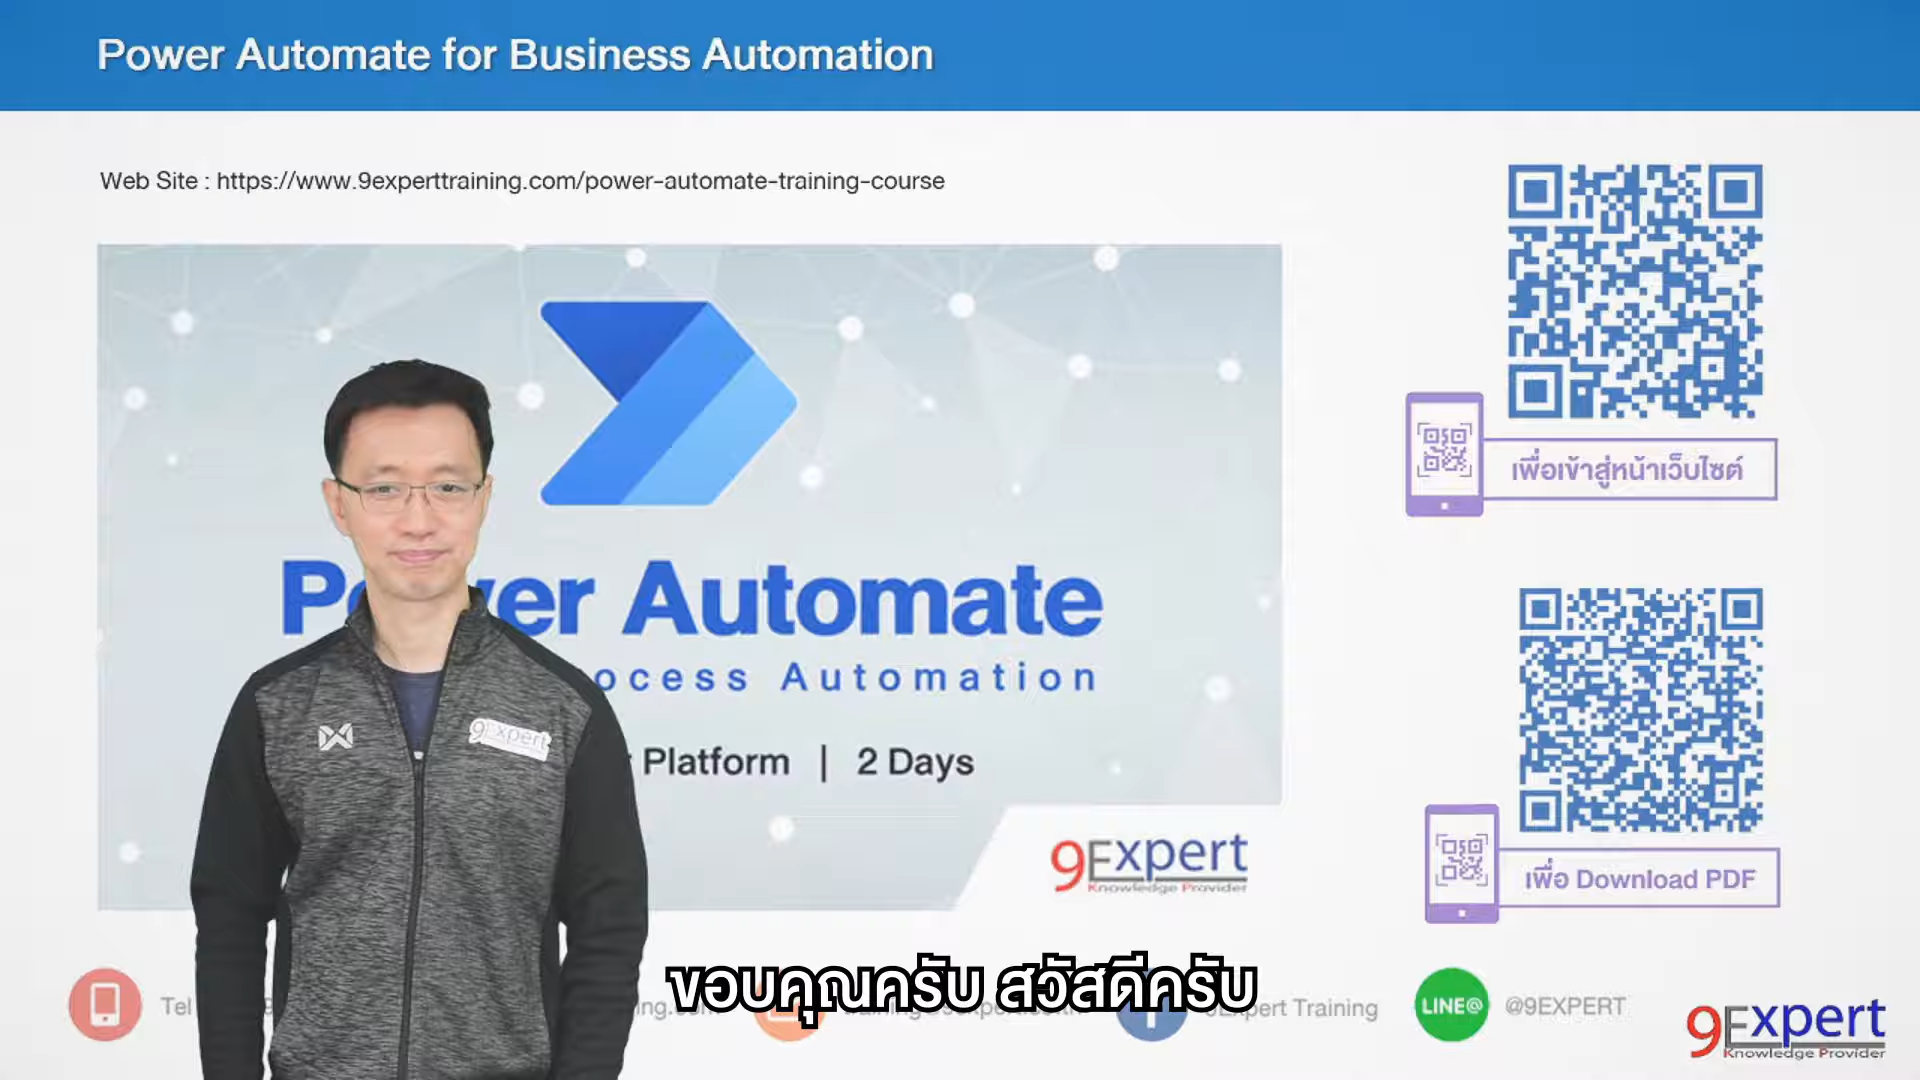 Power Automate for Business Automation
Web Site : https://www.9experttraining.com/power-automate-training-course
Power Automate
ocess Automation
Platform | 2 Days
9Expert
9Expert
Knowledge Provider
เพื่อเข้าสู่หน้าเว็บไซต์
เพื่อ Download PDF
ขอบคุณครับ สวัสดีครับ
Tel
9Expert Training
LINE@ @9EXPERT
9Expert
Knowledge Provider